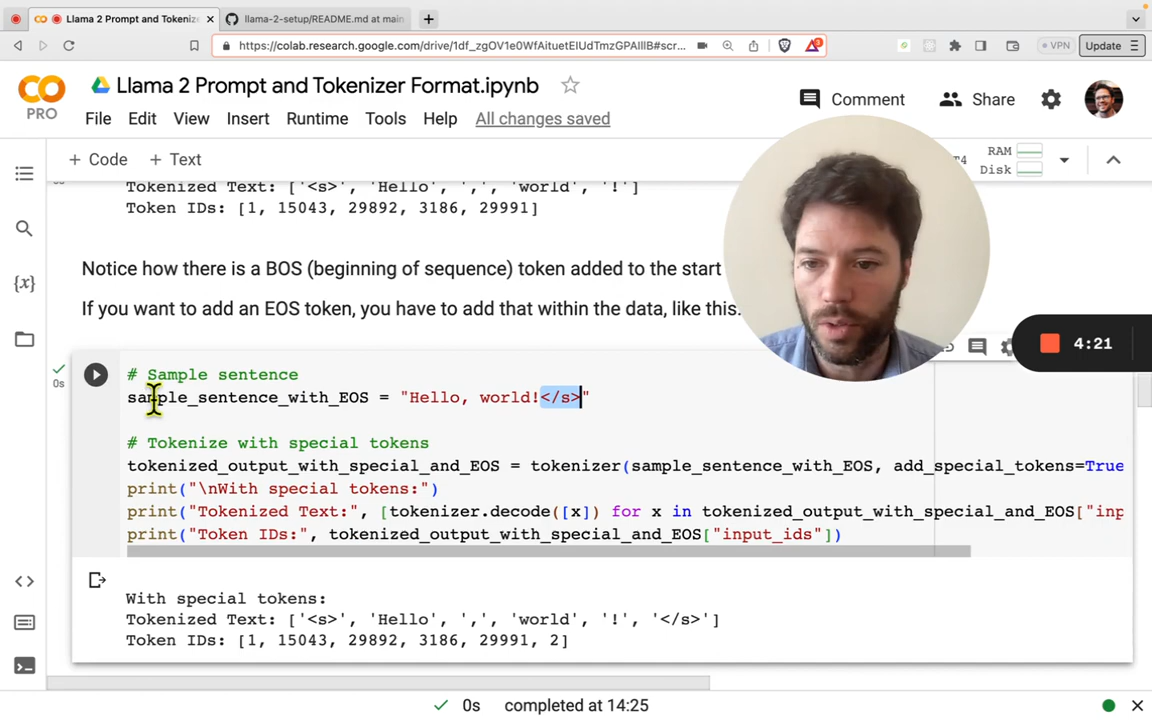 Llama 2 Prompt and Tokeniz
llama-2-setup/README.md at main
https://colab.research.google.com/drive/1df_zgOV1e0WfAituetEIUdTmzGPAIllB#scr...
VPN
Update
PRO
Llama 2 Prompt and Tokenizer Format.ipynb
File Edit View Insert Runtime Tools Help All changes saved
Comment
Share
+ Code + Text
T4
RAM
Disk
Tokenized Text: ['<s>', 'Hello', ',', 'world', '!']
Token IDs: [1, 15043, 29892, 3186, 29991]
Notice how there is a BOS (beginning of sequence) token added to the start
If you want to add an EOS token, you have to add that within the data, like this:
4:21
0s
# Sample sentence
sample_sentence_with_EOS = "Hello, world!</s>"
# Tokenize with special tokens
tokenized_output_with_special_and_EOS = tokenizer(sample_sentence_with_EOS, add_special_tokens=True
print("\nWith special tokens:")
print("Tokenized Text:", [tokenizer.decode([x]) for x in tokenized_output_with_special_and_EOS["inp
print("Token IDs:", tokenized_output_with_special_and_EOS["input_ids"])
With special tokens:
Tokenized Text: ['<s>', 'Hello', ',', 'world', '!', '</s>']
Token IDs: [1, 15043, 29892, 3186, 29991, 2]
0s completed at 14:25